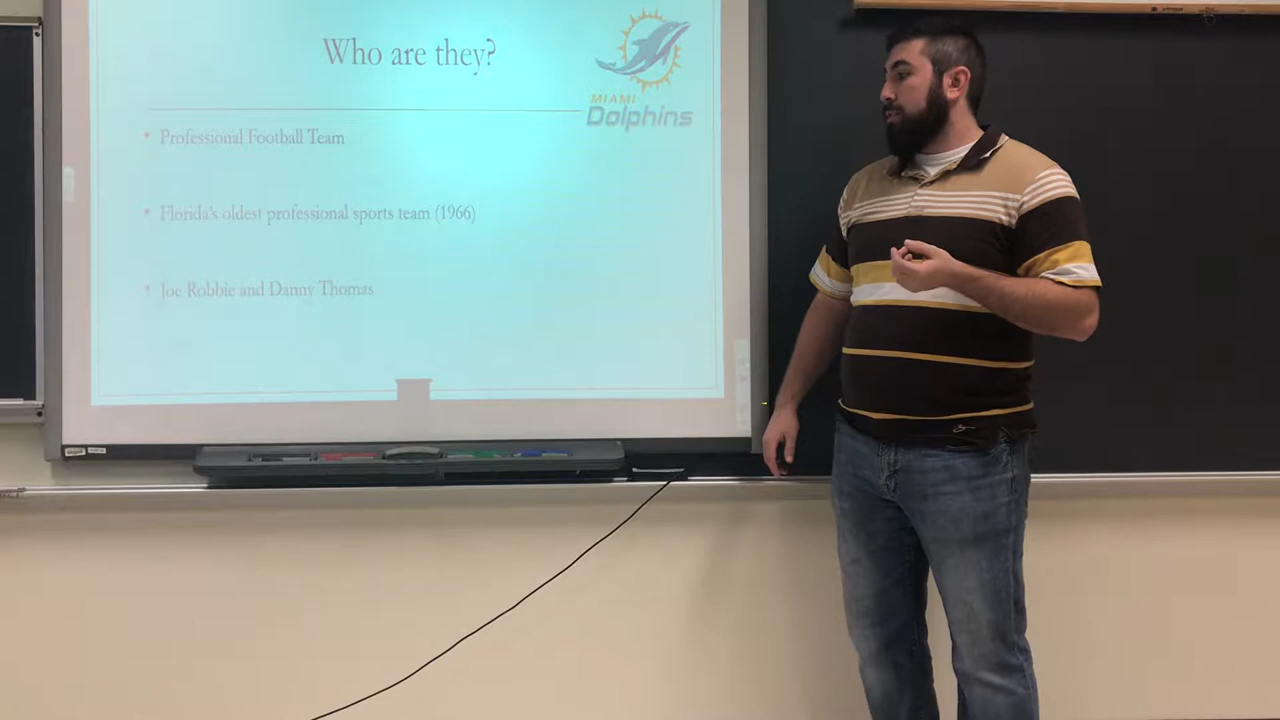 Who are they?
MIAMI
Dolphins
• Professional Football Team
• Florida's oldest professional sports team (1966)
• Joe Robbie and Danny Thomas